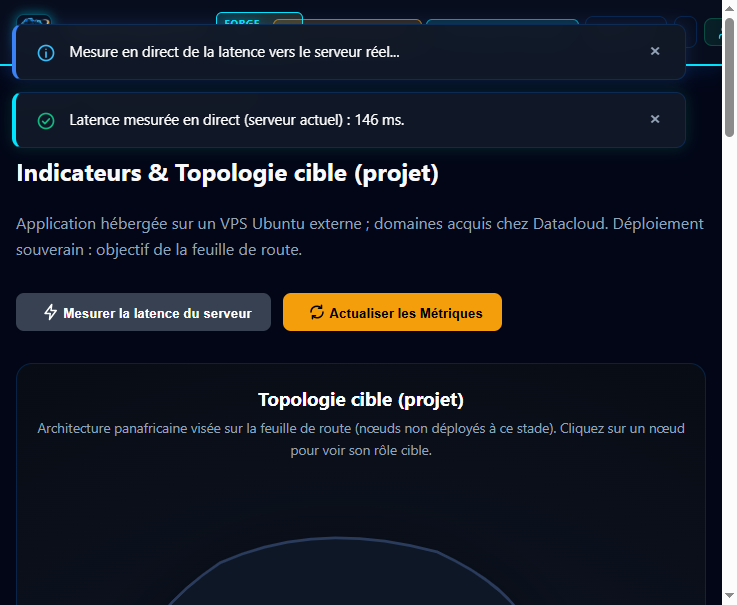 FORGE
Mesure en direct de la latence vers le serveur réel...
Latence mesurée en direct (serveur actuel) : 146 ms.
Indicateurs & Topologie cible (projet)
Application hébergée sur un VPS Ubuntu externe ; domaines acquis chez Datacloud. Déploiement
souverain : objectif de la feuille de route.
Mesurer la latence du serveur
Actualiser les Métriques
Topologie cible (projet)
Architecture panafricaine visée sur la feuille de route (nœuds non déployés à ce stade). Cliquez sur un nœud
pour voir son rôle cible.